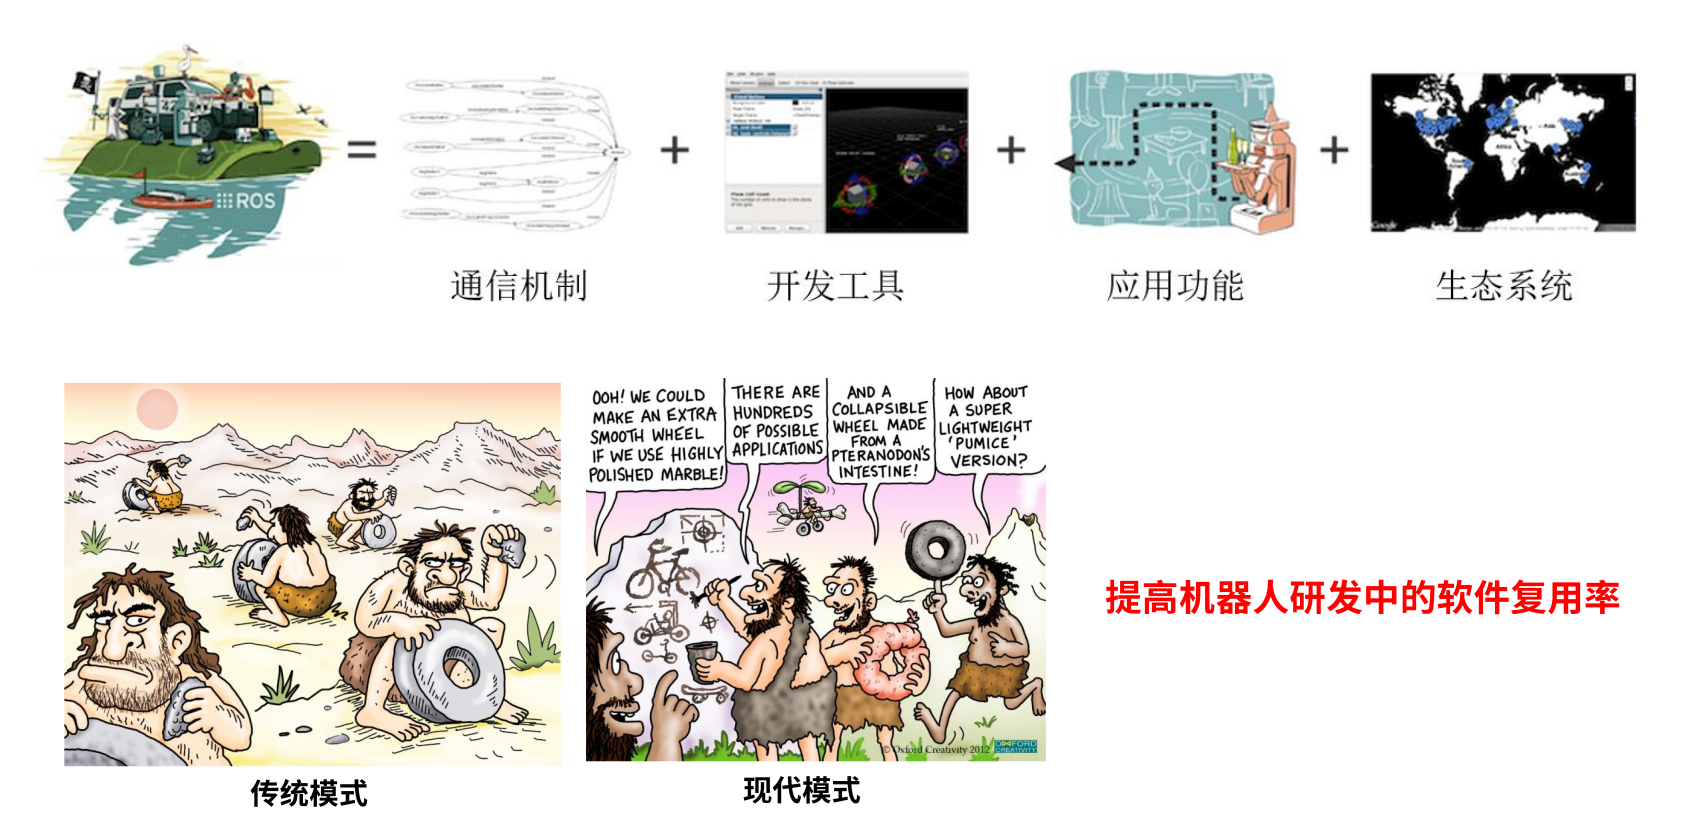 ROS
=
+
+
+
Google
通信机制
开发工具
应用功能
生态系统
OOH! WE COULD
MAKE AN EXTRA
SMOOTH WHEEL
IF WE USE HIGHLY
POLISHED MARBLE!
THERE ARE
HUNDREDS
OF POSSIBLE
APPLICATIONS
AND A
COLLAPSIBLE
WHEEL MADE
FROM A
PTERANODON'S
INTESTINE!
HOW ABOUT
A SUPER
LIGHTWEIGHT
'PUMICE'
VERSION?
提高机器人研发中的软件复用率
© Oxford Creativity 2012
OXFORD
CREATIVITY
传统模式
现代模式